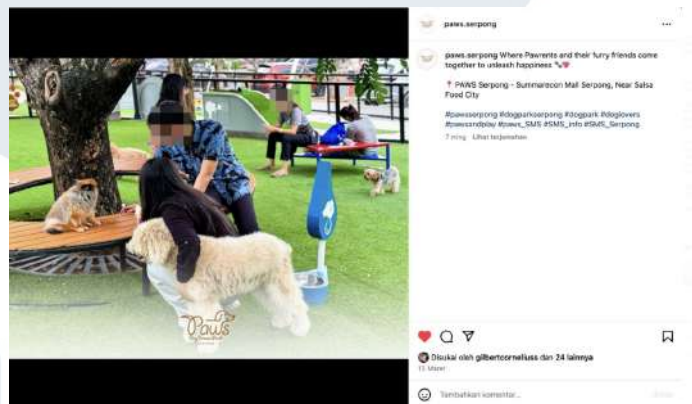 paws.serpong
paws.serpong Where Pawrents and their furry friends come
together to unleash happiness
PAWS Serpong - Summarecon Mall Serpong, Near Salsa
Food City
#pawsserpong #dogparkserpong #dogpark #doglovers
#pawsandplay #paws_SMS #SMS_info #SMS_Serpong
7 ming Lihat terjemahan
Paws
Disukai oleh gilbertcorneliuss dan 24 lainnya
13 Maret
Tambahkan komentar...